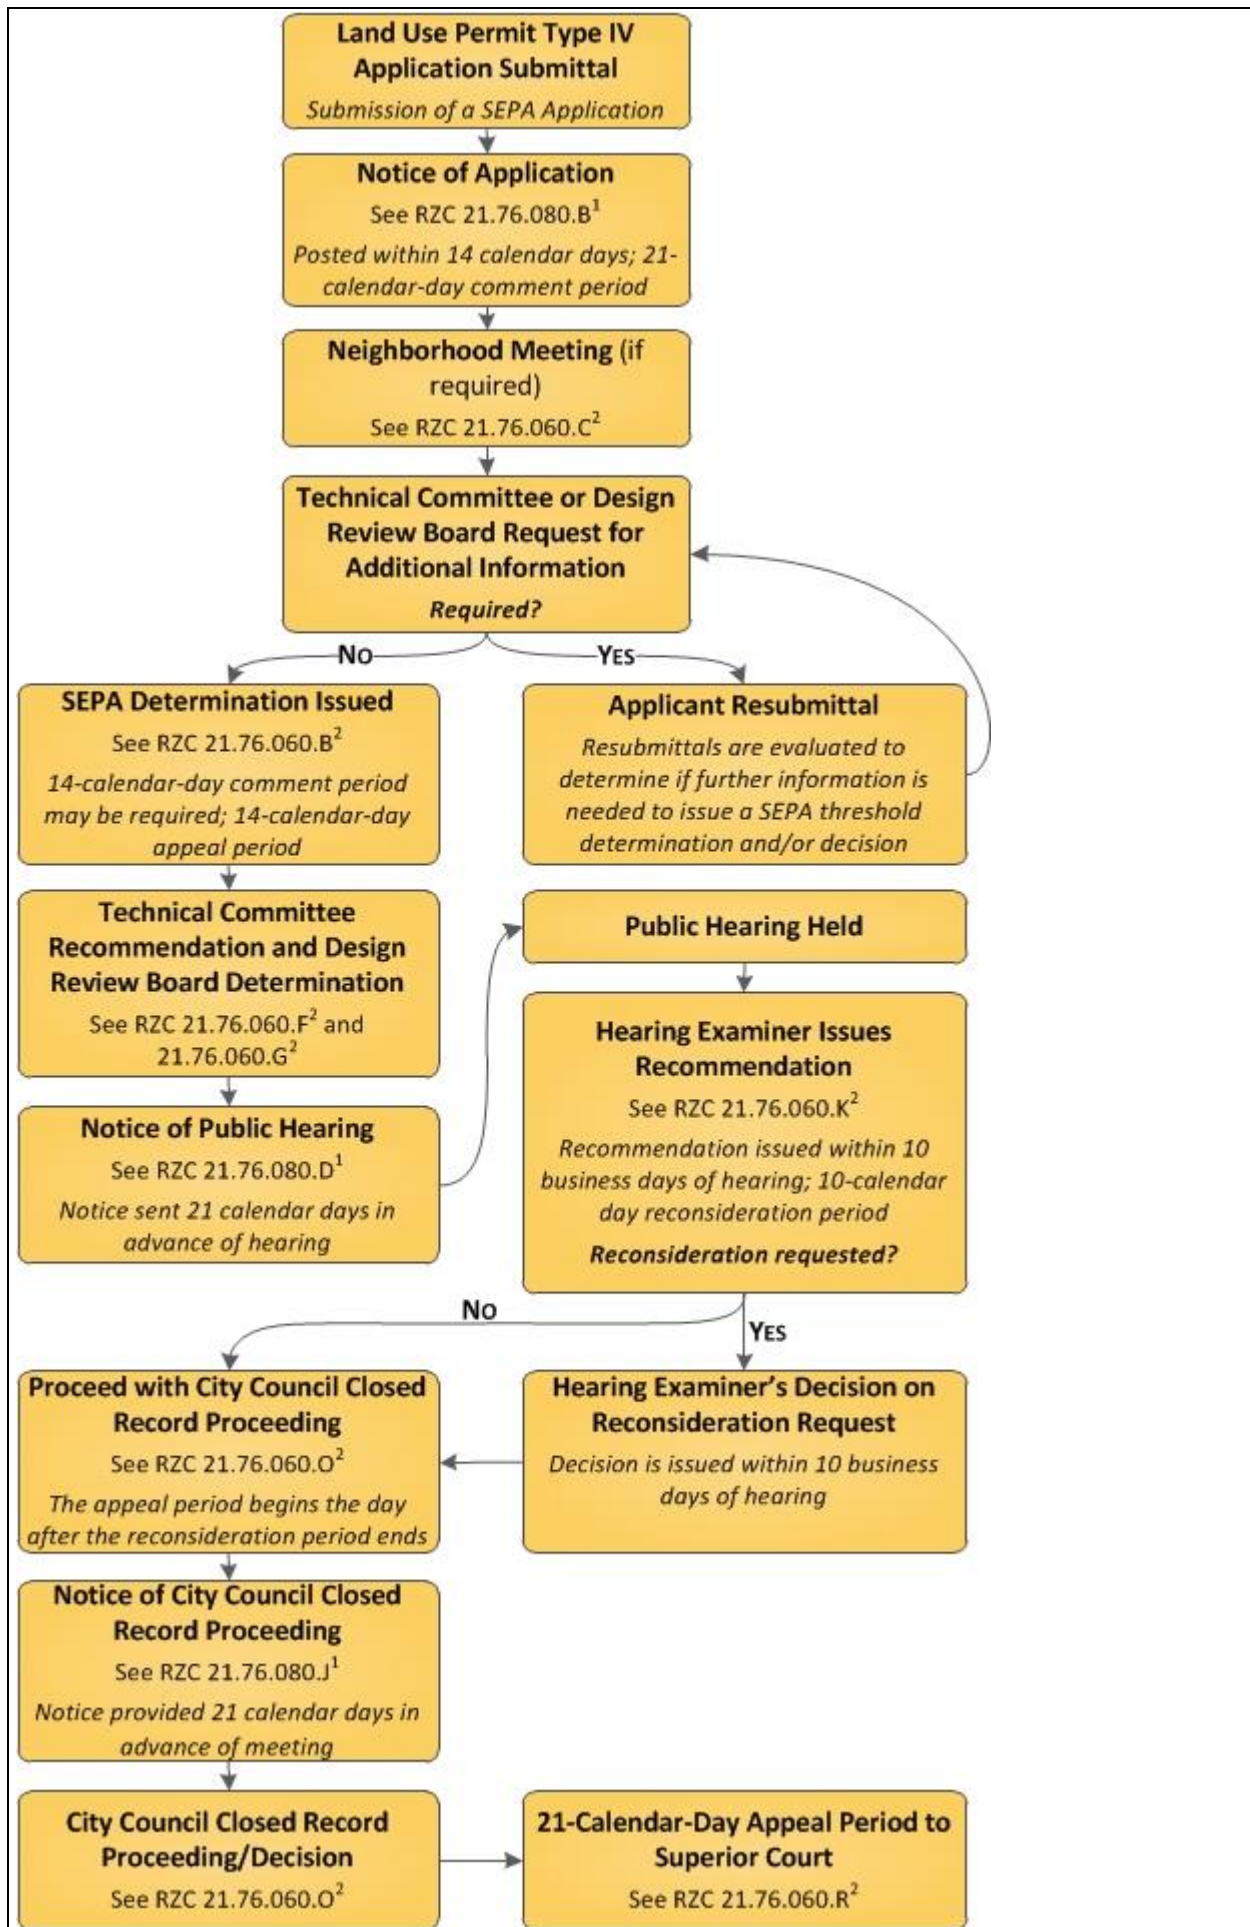 Land Use Permit Type IV
Application Submittal
Submission of a SEPA Application
Notice of Application
See RZC 21.76.080.B¹
Posted within 14 calendar days; 21-
calendar-day comment period
Neighborhood Meeting (if
required)
See RZC 21.76.060.C²
Technical Committee or Design
Review Board Request for
Additional Information
Required?
No
Yes
SEPA Determination Issued
See RZC 21.76.060.B²
14-calendar-day comment period
may be required; 14-calendar-day
appeal period
Applicant Resubmittal
Resubmittals are evaluated to
determine if further information is
needed to issue a SEPA threshold
determination and/or decision
Technical Committee
Recommendation and Design
Review Board Determination
See RZC 21.76.060.F² and
21.76.060.G²
Notice of Public Hearing
See RZC 21.76.080.D¹
Notice sent 21 calendar days in
advance of hearing
Public Hearing Held
Hearing Examiner Issues
Recommendation
See RZC 21.76.060.K²
Recommendation issued within 10
business days of hearing; 10-calendar
day reconsideration period
Reconsideration requested?
No
Yes
Proceed with City Council Closed
Record Proceeding
See RZC 21.76.060.O²
The appeal period begins the day
after the reconsideration period ends
Hearing Examiner's Decision on
Reconsideration Request
Decision is issued within 10 business
days of hearing
Notice of City Council Closed
Record Proceeding
See RZC 21.76.080.J¹
Notice provided 21 calendar days in
advance of meeting
City Council Closed Record
Proceeding/Decision
See RZC 21.76.060.O²
21-Calendar-Day Appeal Period to
Superior Court
See RZC 21.76.060.R²